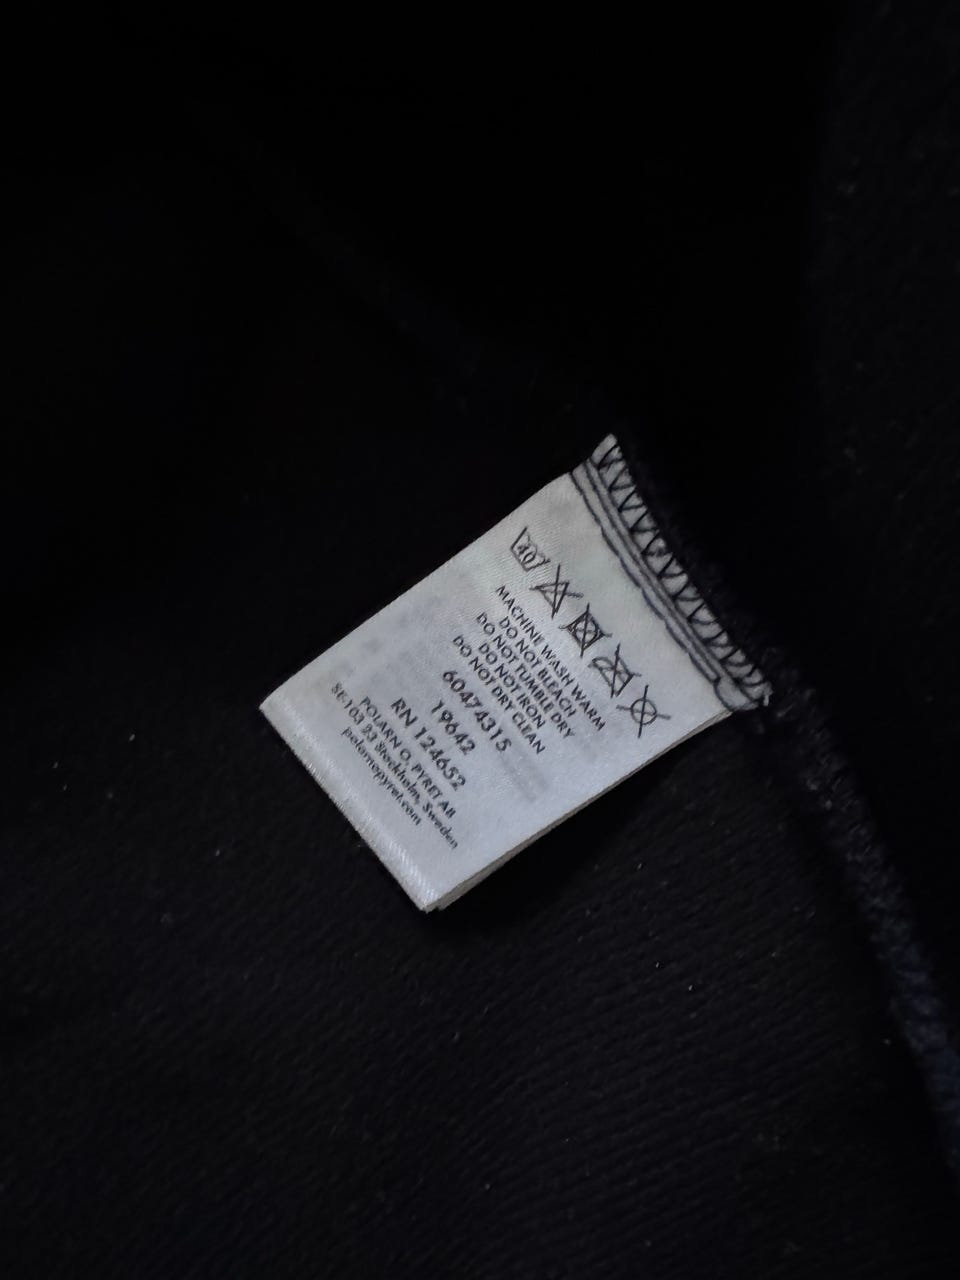 40
MACHINE WASH WARM
DO NOT BLEACH
DO NOT TUMBLE DRY
DO NOT IRON
DO NOT DRY CLEAN
60474315
19642
RN 124652
POLARN O. PYRET AB
SE-103 23 Stockholm, Sweden
polarnopyret.com